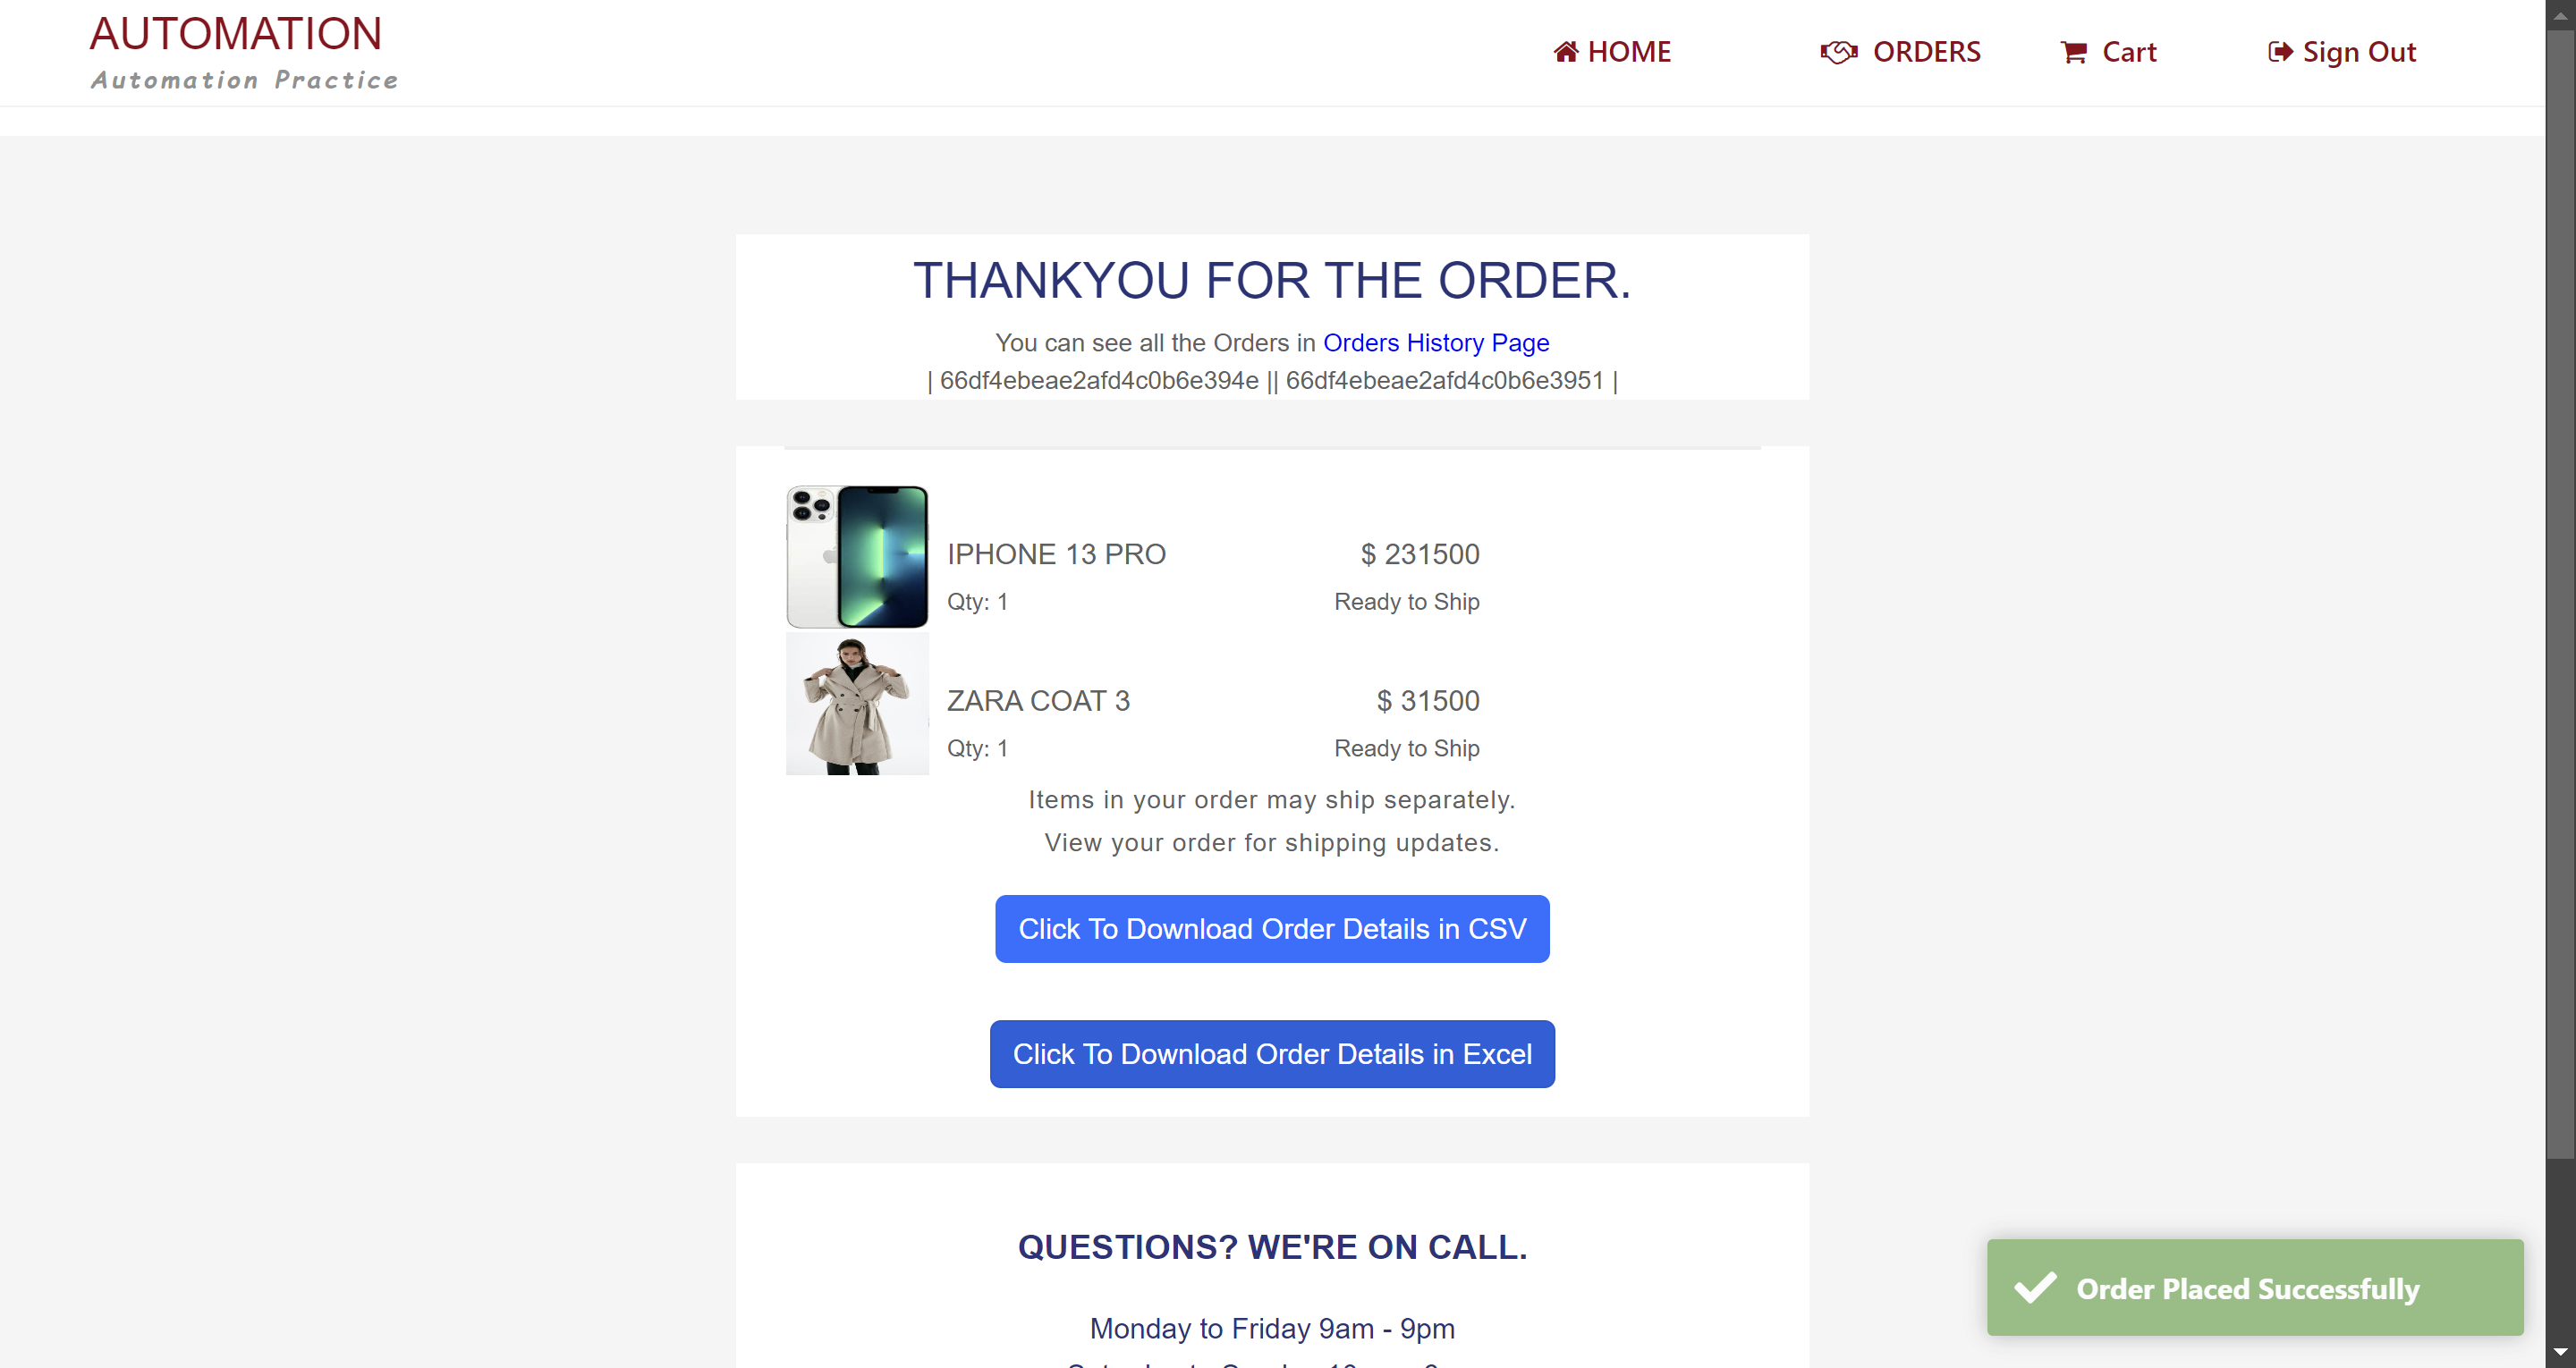 AUTOMATION
Automation Practice
HOME
ORDERS
Cart
Sign Out
THANKYOU FOR THE ORDER.
You can see all the Orders in Orders History Page
| 66df4ebeae2afd4c0b6e394e || 66df4ebeae2afd4c0b6e3951 |
IPHONE 13 PRO
$ 231500
Qty: 1
Ready to Ship
ZARA COAT 3
$ 31500
Qty: 1
Ready to Ship
Items in your order may ship separately.
View your order for shipping updates.
Click To Download Order Details in CSV
Click To Download Order Details in Excel
QUESTIONS? WE'RE ON CALL.
Monday to Friday 9am - 9pm
Order Placed Successfully